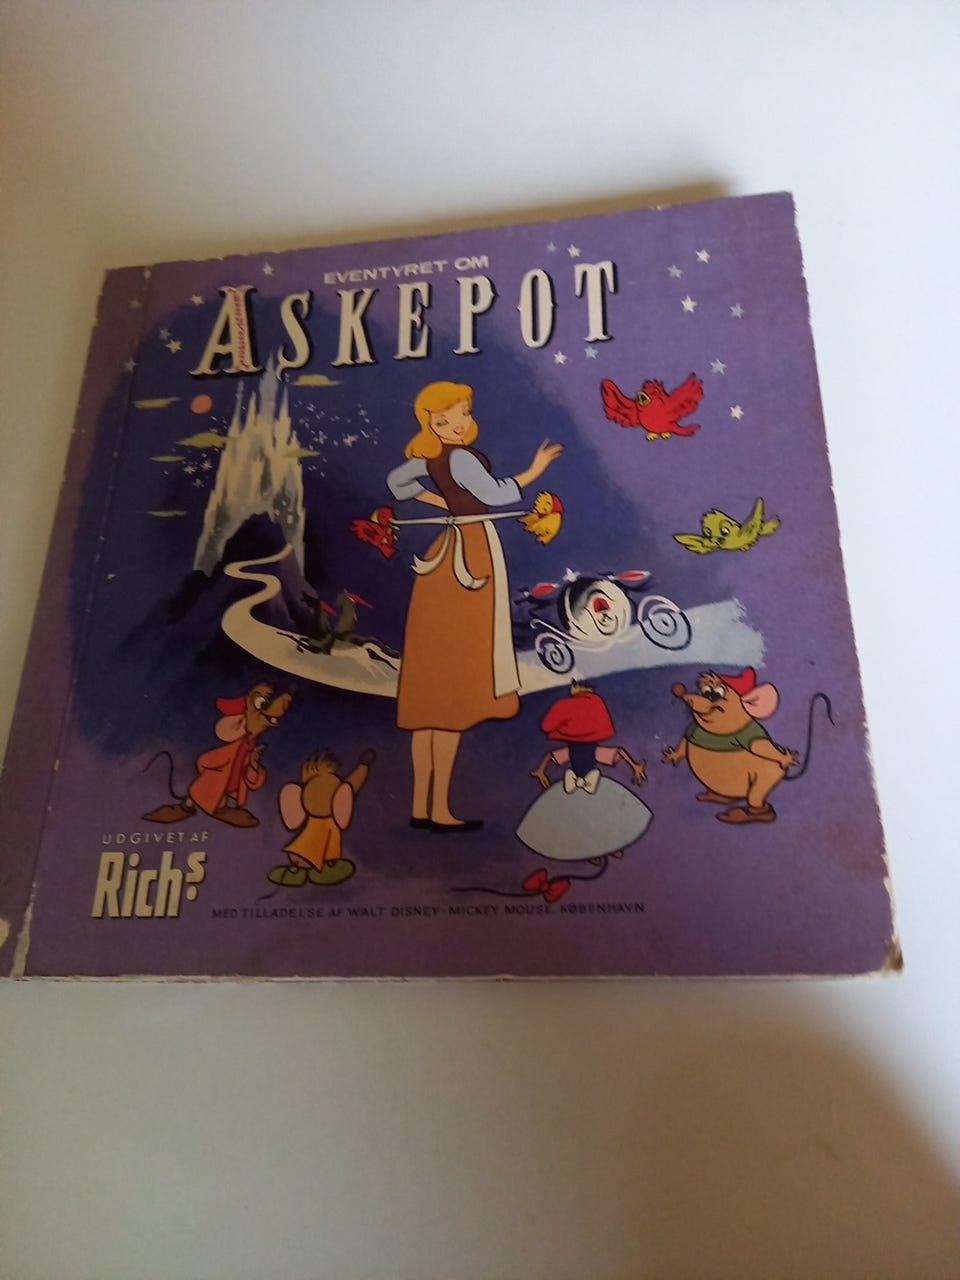 EVENTYRET OM
ASKEPOT
UDGIVET AF
Rich's
MED TILLADELSE AF WALT DISNEY-MICKEY MOUSE, KØBENHAVN